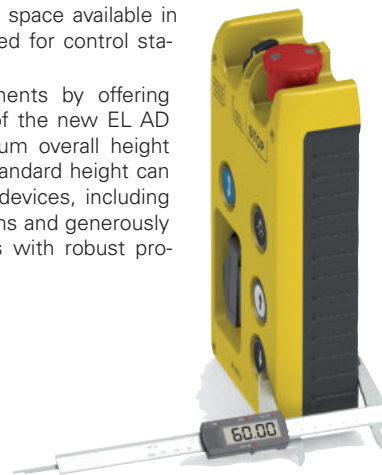 space available in
ed for control sta-
ments by offering
of the new EL AD
um overall height
tandard height can
devices, including
ns and generously
s with robust pro-
STOP
60.00